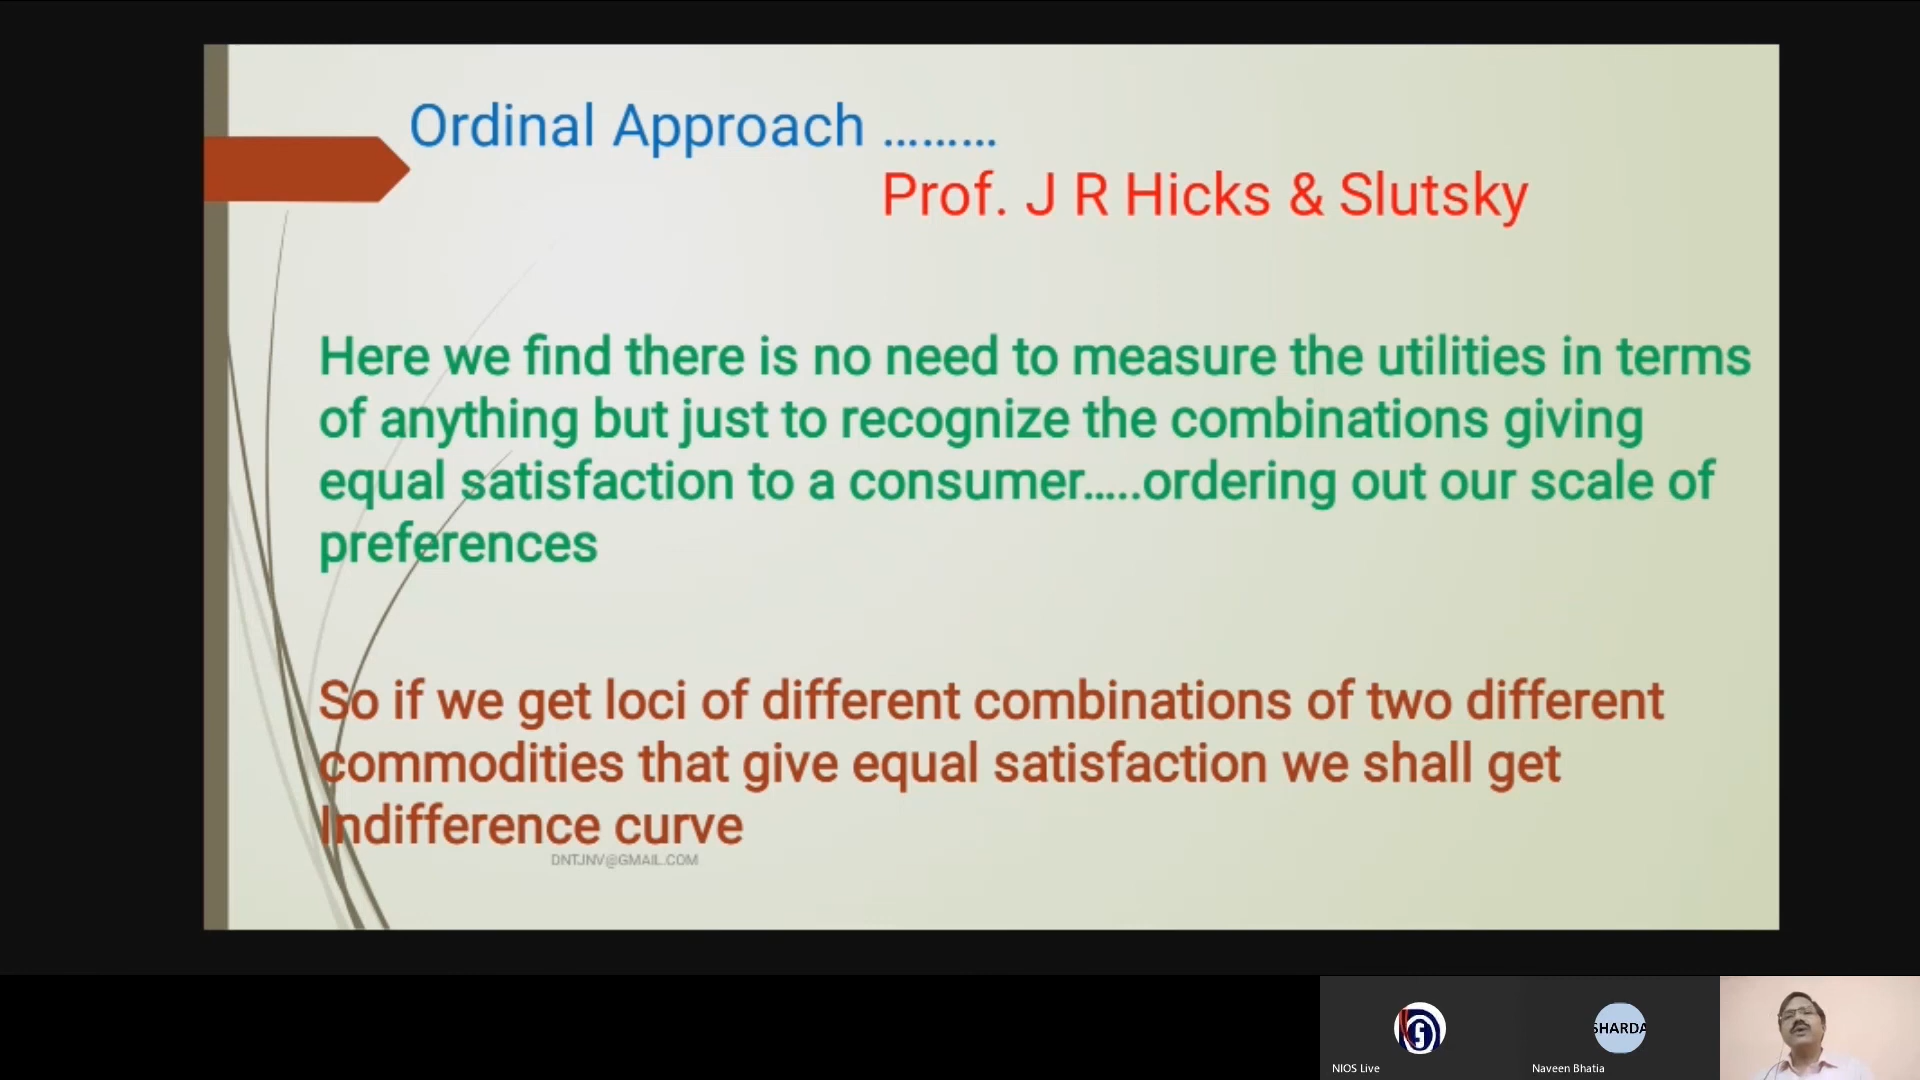 Ordinal Approach .........
Prof. J R Hicks & Slutsky
Here we find there is no need to measure the utilities in terms
of anything but just to recognize the combinations giving
equal satisfaction to a consumer.....ordering out our scale of
preferences
So if we get loci of different combinations of two different
commodities that give equal satisfaction we shall get
Indifference curve
DNTJNV@GMAIL.COM
SHARDA
NIOS Live
Naveen Bhatia